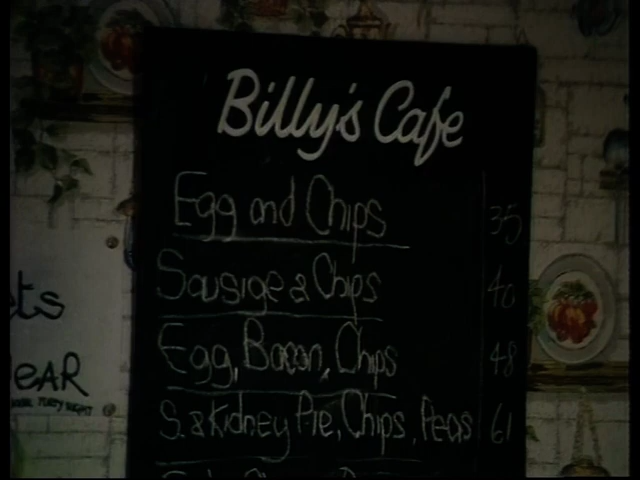 Billy's Cafe
Egg and Chips 35
Sausige & Chips 40
Egg, Bacon, Chips 48
S. & Kidney Pie, Chips, Peas 61
ets
eAR